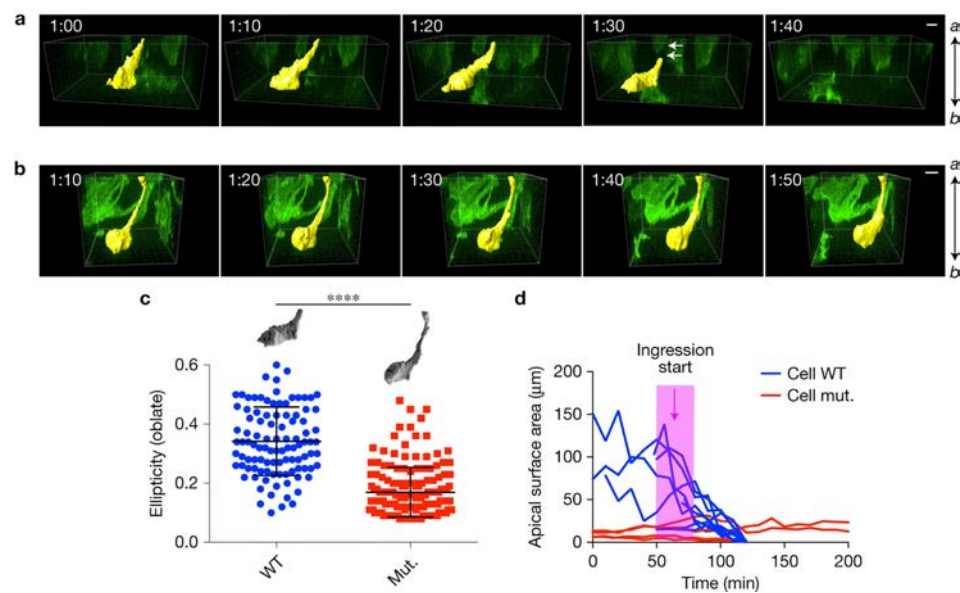 a
1:00
1:10
1:20
1:30
1:40
a
b
b
1:10
1:20
1:30
1:40
1:50
a
b
c
****
Ellipticity (oblate)
0.6
0.4
0.2
0.0
WT
Mut.
d
Ingression
start
Cell WT
Cell mut.
Apical surface area (μm)
200
150
100
50
0
0 50 100 150 200
Time (min)